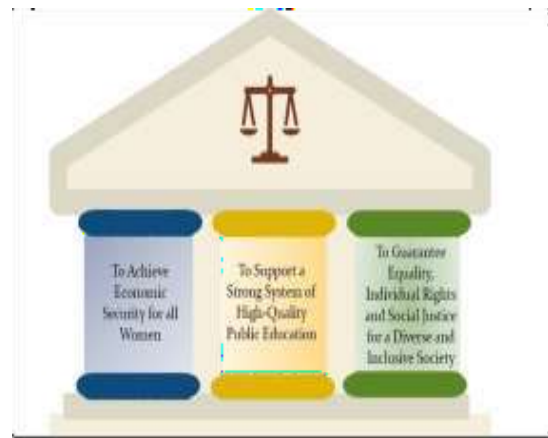 To Achieve
Economic
Security for all
Women
To Support a
Strong System of
High-Quality
Public Education
To Guarantee
Equality,
Individual Rights
and Social Justice
for a Diverse and
Inclusive Society